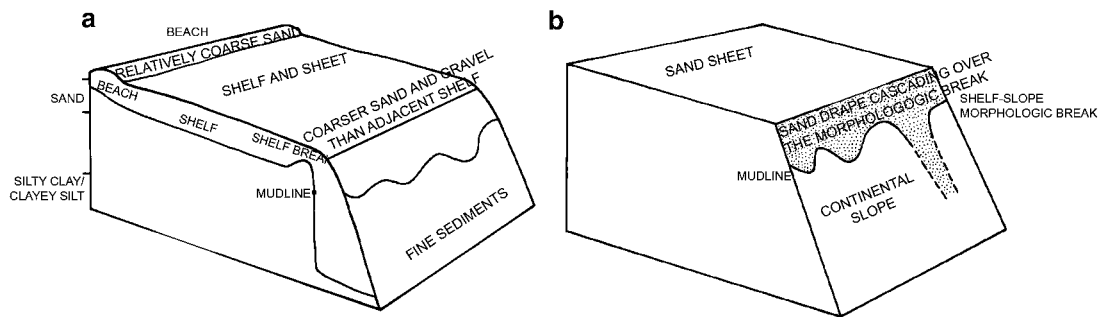 a
BEACH
RELATIVELY COARSE SAND
SHELF AND SHEET
BEACH
SAND
SHELF
SHELF BREAK
COARSER SAND AND GRAVEL
THAN ADJACENT SHELF
SILTY CLAY/
CLAYEY SILT
MUDLINE
FINE SEDIMENTS
b
SAND SHEET
SAND DRAPE CASCADING OVER
THE MORPHOLOGOGIC BREAK
SHELF-SLOPE
MORPHOLOGIC BREAK
MUDLINE
CONTINENTAL
SLOPE